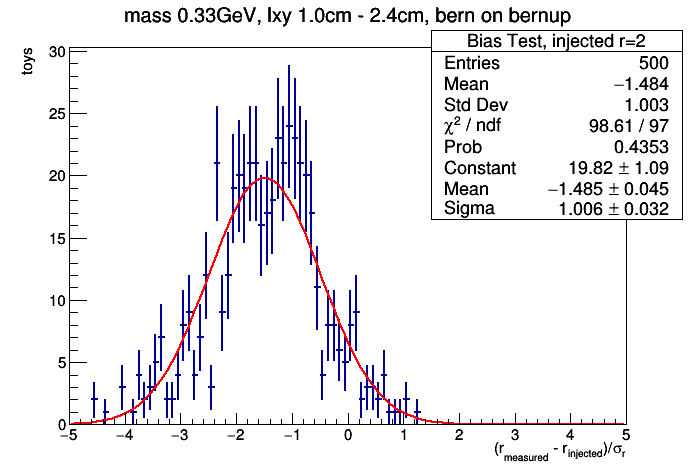 mass 0.33GeV, lxy 1.0cm - 2.4cm, bern on bernup
Bias Test, injected r=2
Entries 500
Mean −1.484
Std Dev 1.003
χ² / ndf 98.61 / 97
Prob 0.4353
Constant 19.82 ± 1.09
Mean −1.485 ± 0.045
Sigma 1.006 ± 0.032
toys
30
25
20
15
10
5
0
−5 −4 −3 −2 −1 0 1 2 3 4 5
(r_measured - r_injected)/σ_r